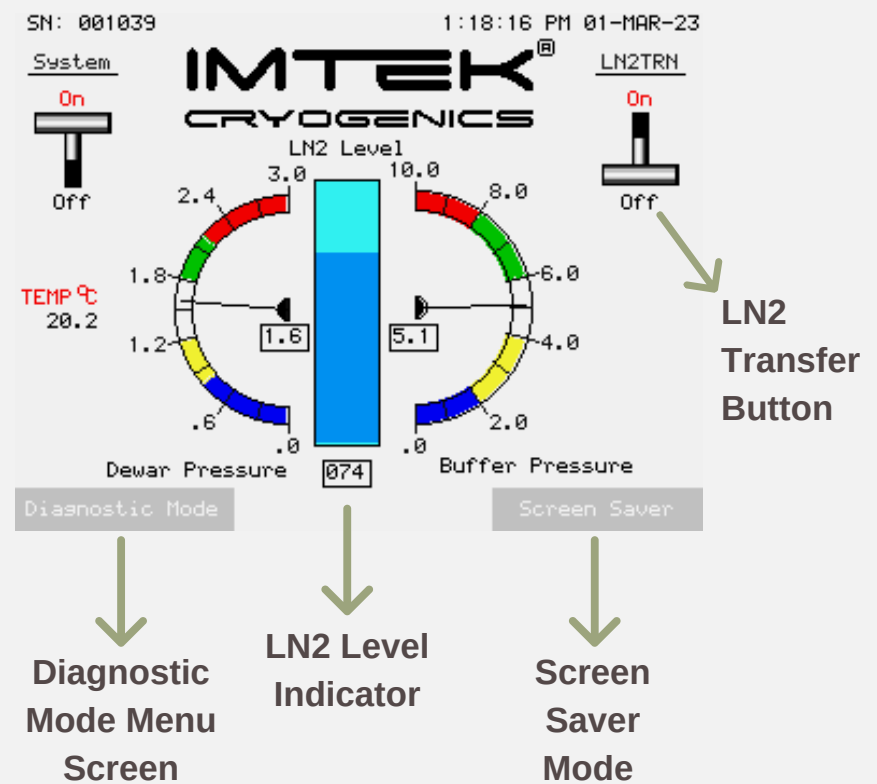 SN: 001039
1:18:16 PM 01-MAR-23
System
IMTEK®
LN2TRN
On
CRYOGENICS
On
Off
LN2 Level
Off
3.0
10.0
2.4
8.0
1.8
6.0
TEMP °C
20.2
1.6
5.1
1.2
4.0
.6
2.0
.0
.0
Dewar Pressure
074
Buffer Pressure
Diagnostic Mode
Screen Saver
LN2
Transfer
Button
Diagnostic
Mode Menu
Screen
LN2 Level
Indicator
Screen
Saver
Mode